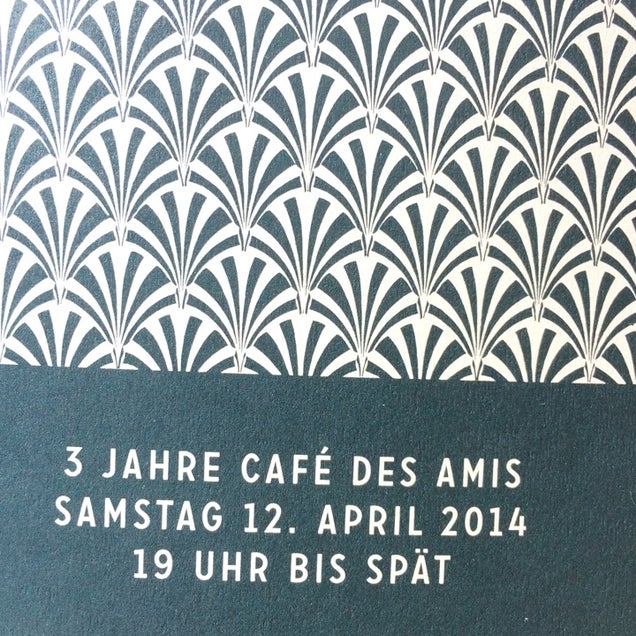 3 JAHRE CAFÉ DES AMIS
SAMSTAG 12. APRIL 2014
19 UHR BIS SPÄT